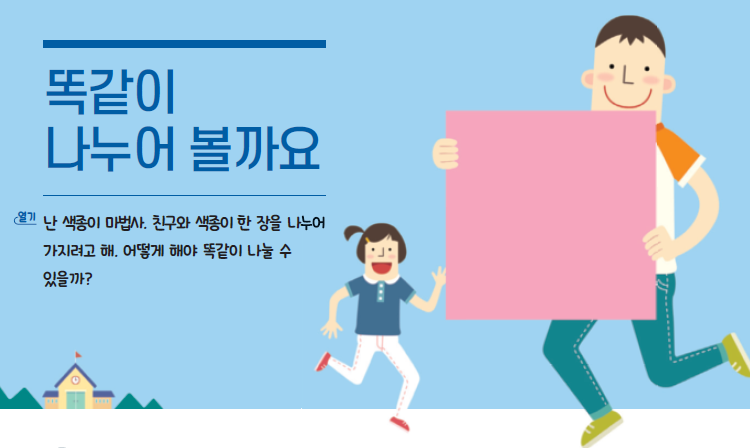 똑같이
나누어 볼까요
열기
난 색종이 마법사. 친구와 색종이 한 장을 나누어
가지려고 해. 어떻게 해야 똑같이 나눌 수
있을까?